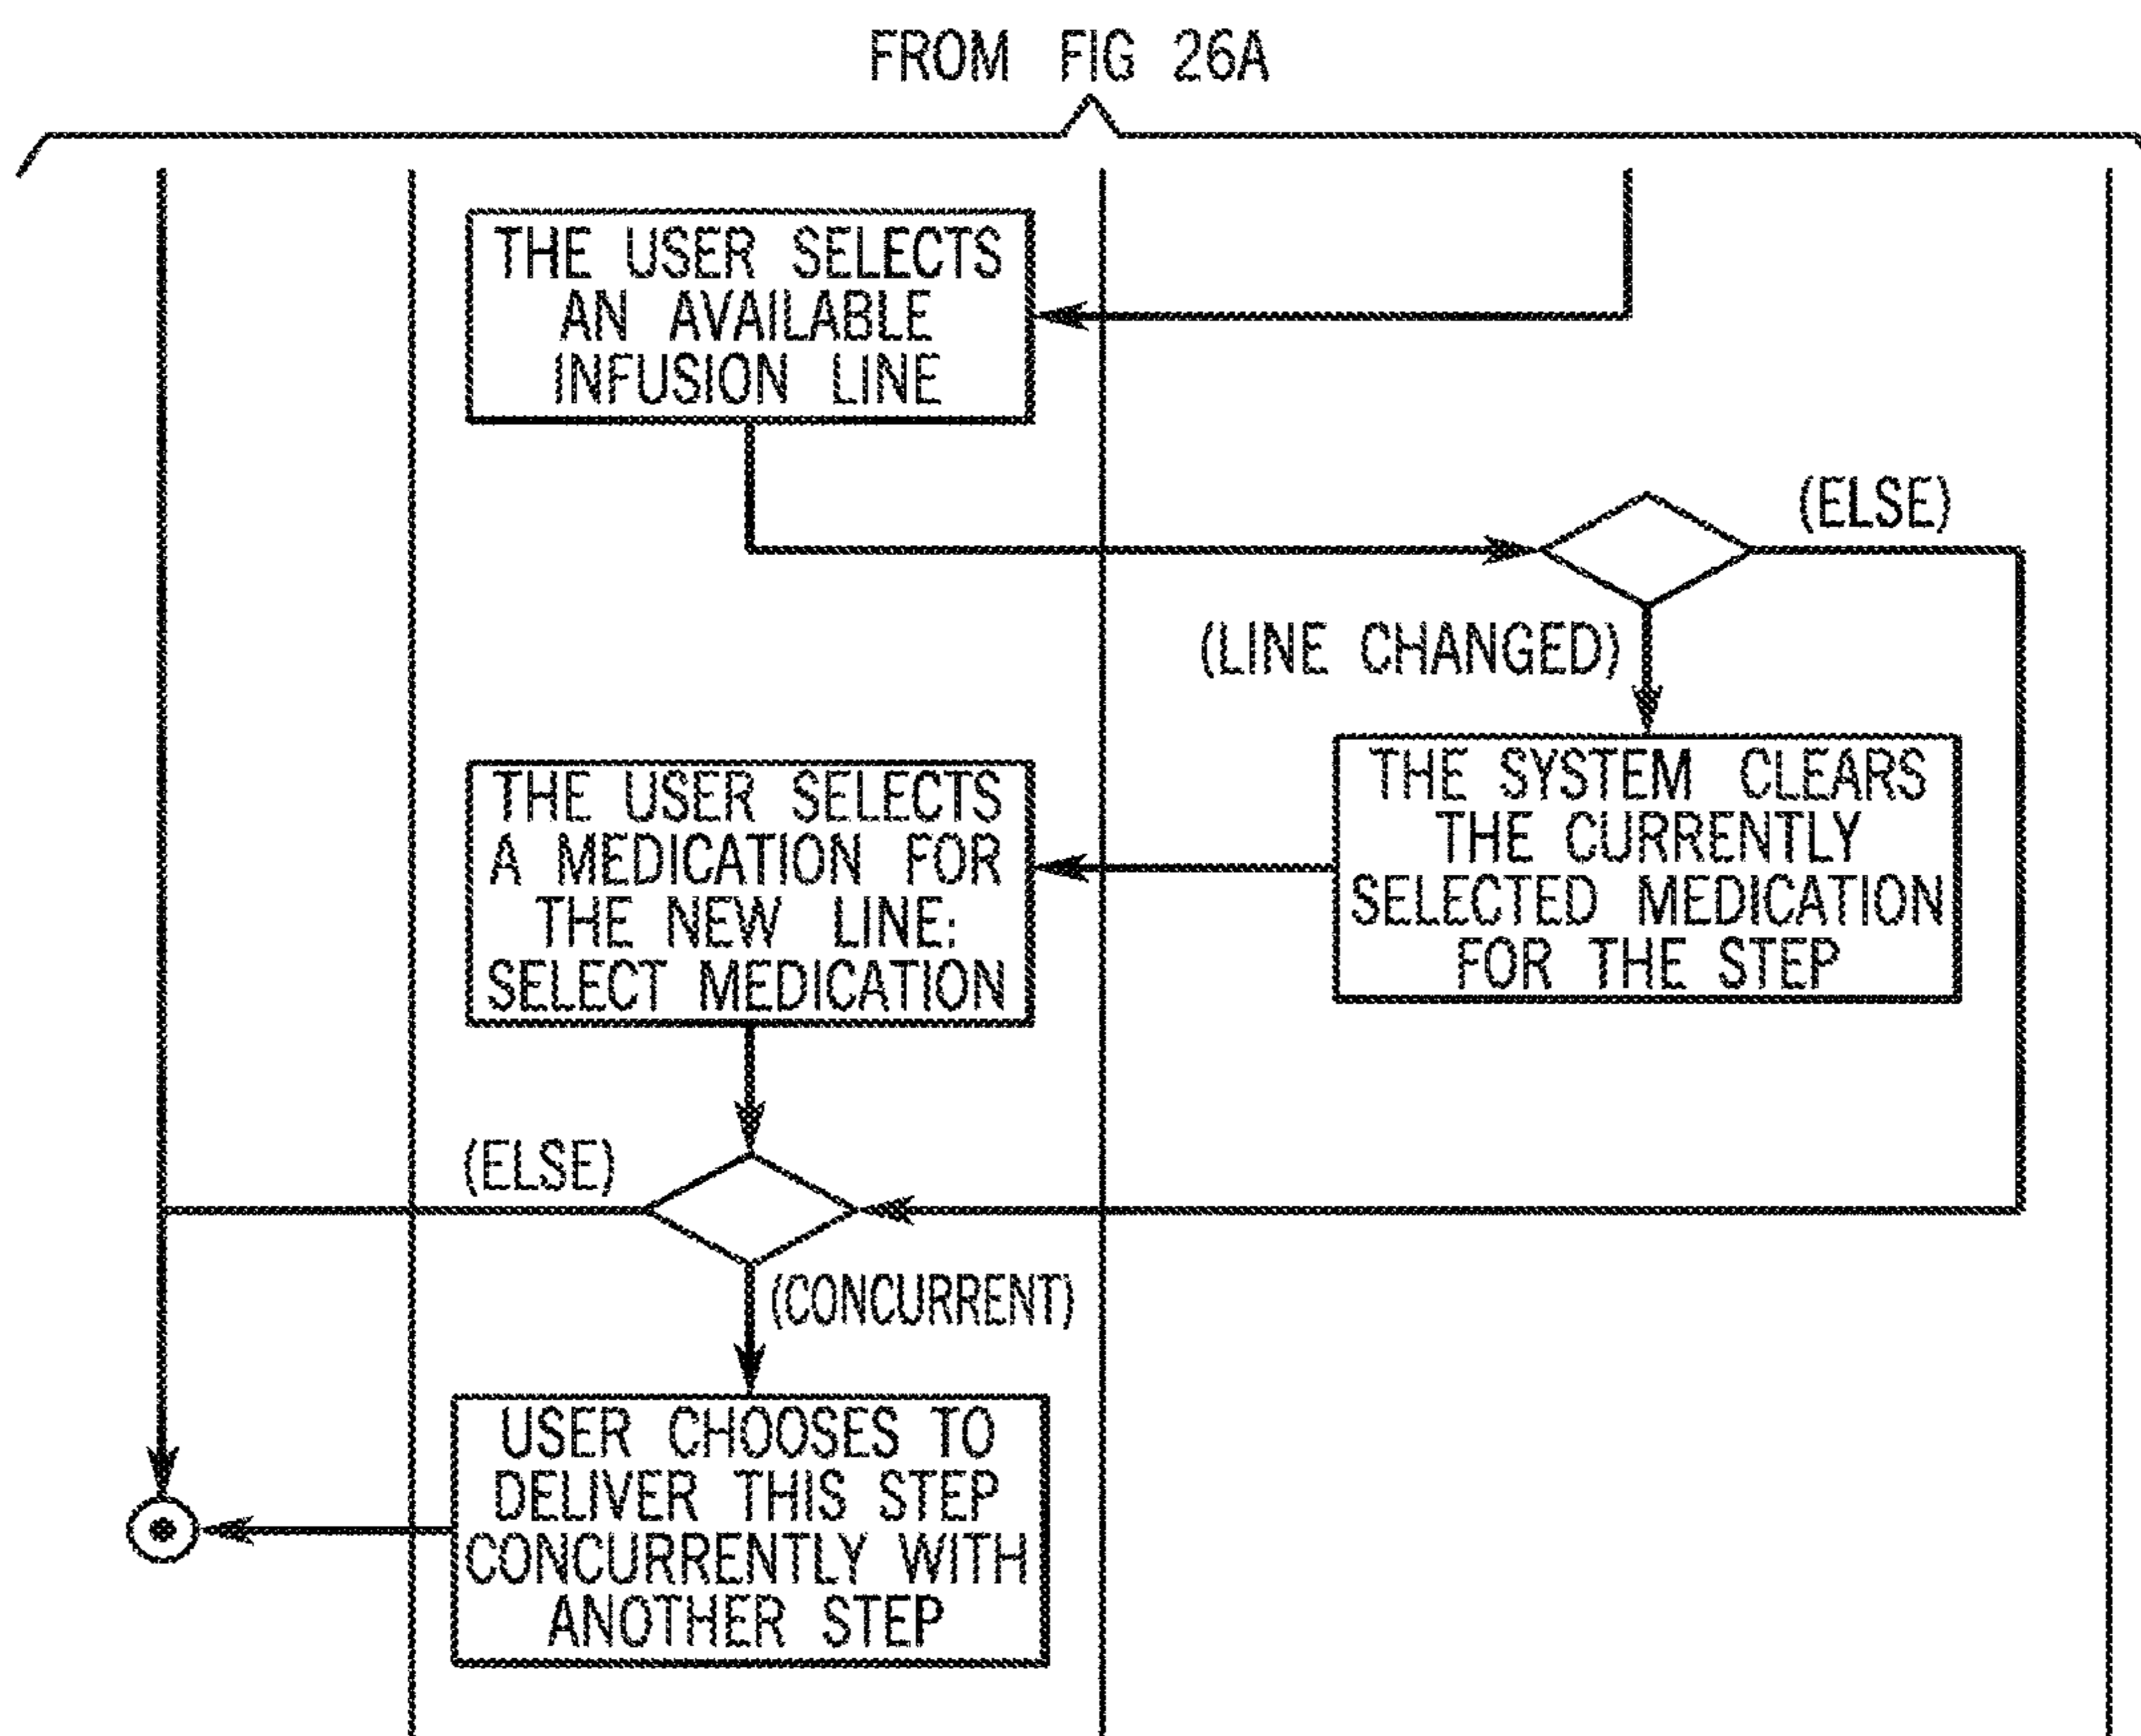 FROM FIG 26A
THE USER SELECTS
AN AVAILABLE
INFUSION LINE
(ELSE)
(LINE CHANGED)
THE SYSTEM CLEARS
THE CURRENTLY
SELECTED MEDICATION
FOR THE STEP
THE USER SELECTS
A MEDICATION FOR
THE NEW LINE:
SELECT MEDICATION
(ELSE)
(CONCURRENT)
USER CHOOSES TO
DELIVER THIS STEP
CONCURRENTLY WITH
ANOTHER STEP